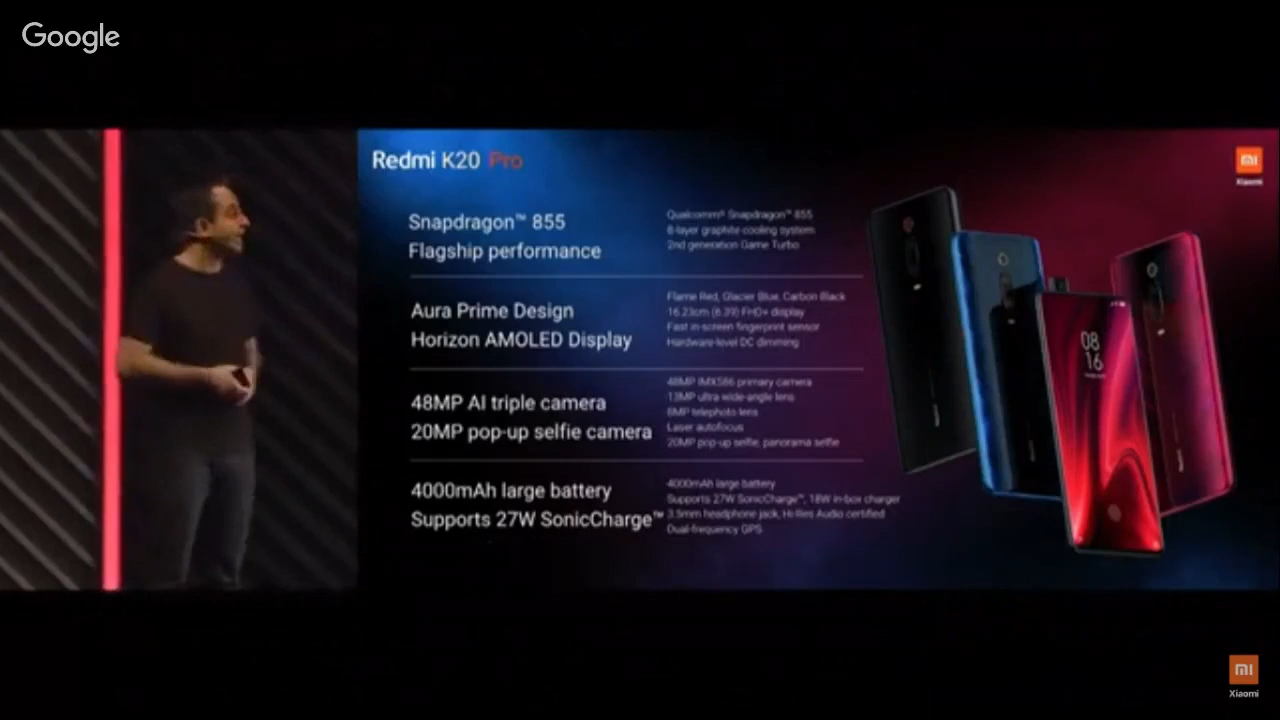 Google
Redmi K20 Pro
Snapdragon™ 855
Flagship performance
Qualcomm® Snapdragon™ 855
8-layer graphite cooling system
2nd generation Game Turbo
Aura Prime Design
Horizon AMOLED Display
Flame Red, Glacier Blue, Carbon Black
16.23cm (6.39) FHD+ display
Fast in-screen fingerprint sensor
Hardware-level DC dimming
48MP AI triple camera
20MP pop-up selfie camera
48MP IMX586 primary camera
13MP ultra wide-angle lens
8MP telephoto lens
Laser autofocus
20MP pop-up selfie, panorama selfie
4000mAh large battery
Supports 27W SonicCharge™
4000mAh large battery
Supports 27W SonicCharge™, 18W in-box charger
3.5mm headphone jack, Hi-Res Audio certified
Dual-frequency GPS
08
16
mi
Xiaomi
mi
Xiaomi